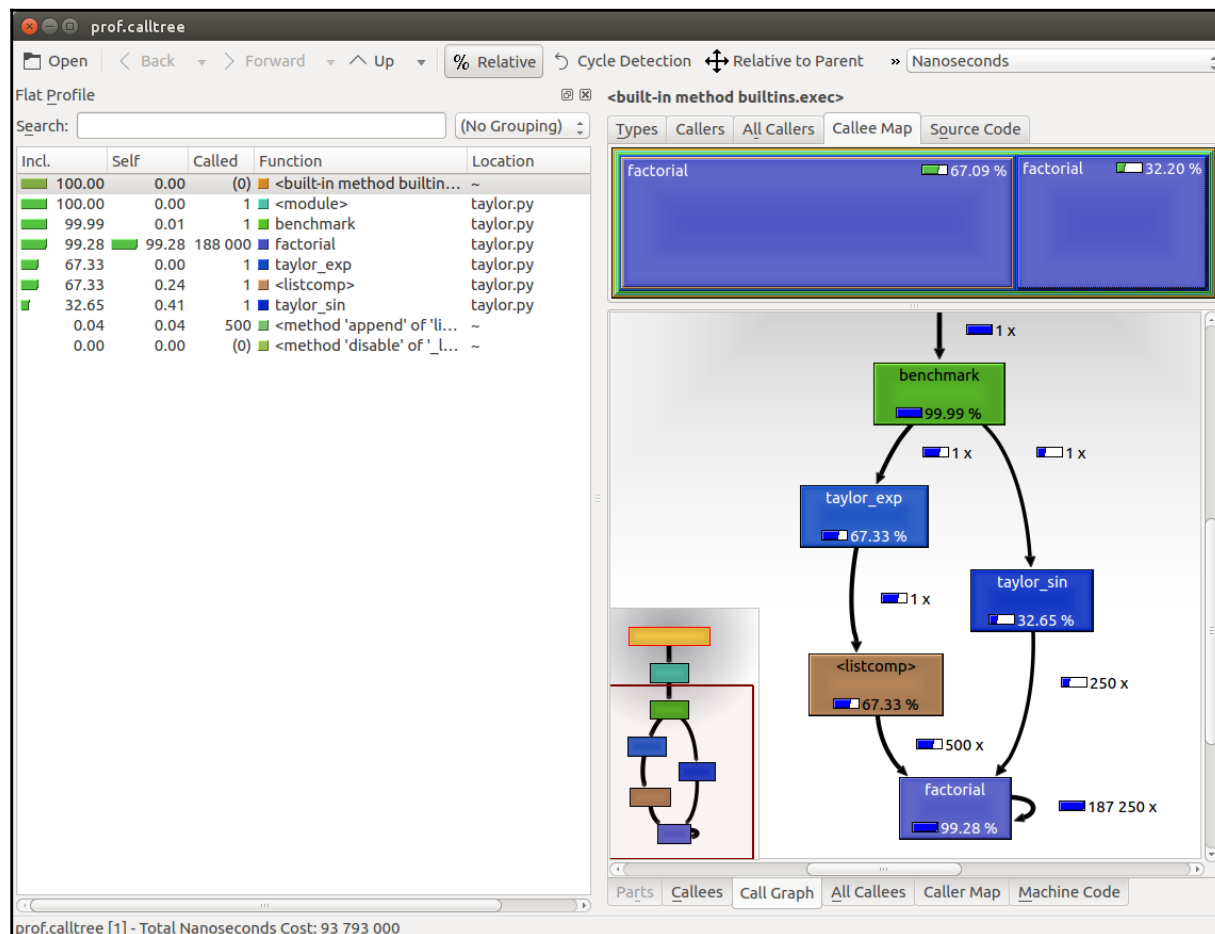 prof.calltree
Open Back Forward Up % Relative Cycle Detection Relative to Parent » Nanoseconds
Flat Profile
Search: (No Grouping)
Incl. Self Called Function Location
100.00 0.00 (0) <built-in method builtin... ~
100.00 0.00 1 <module> taylor.py
99.99 0.01 1 benchmark taylor.py
99.28 99.28 188 000 factorial taylor.py
67.33 0.00 1 taylor_exp taylor.py
67.33 0.24 1 <listcomp> taylor.py
32.65 0.41 1 taylor_sin taylor.py
0.04 0.04 500 <method 'append' of 'li... ~
0.00 0.00 (0) <method 'disable' of '_l... ~
<built-in method builtins.exec>
Types Callers All Callers Callee Map Source Code
factorial 67.09 % factorial 32.20 %
1 x
benchmark
99.99 %
1 x 1 x
taylor_exp
67.33 %
taylor_sin
32.65 %
1 x
<listcomp>
67.33 %
250 x
500 x
factorial
99.28 %
187 250 x
Parts Callees Call Graph All Callees Caller Map Machine Code
prof.calltree [1] - Total Nanoseconds Cost: 93 793 000